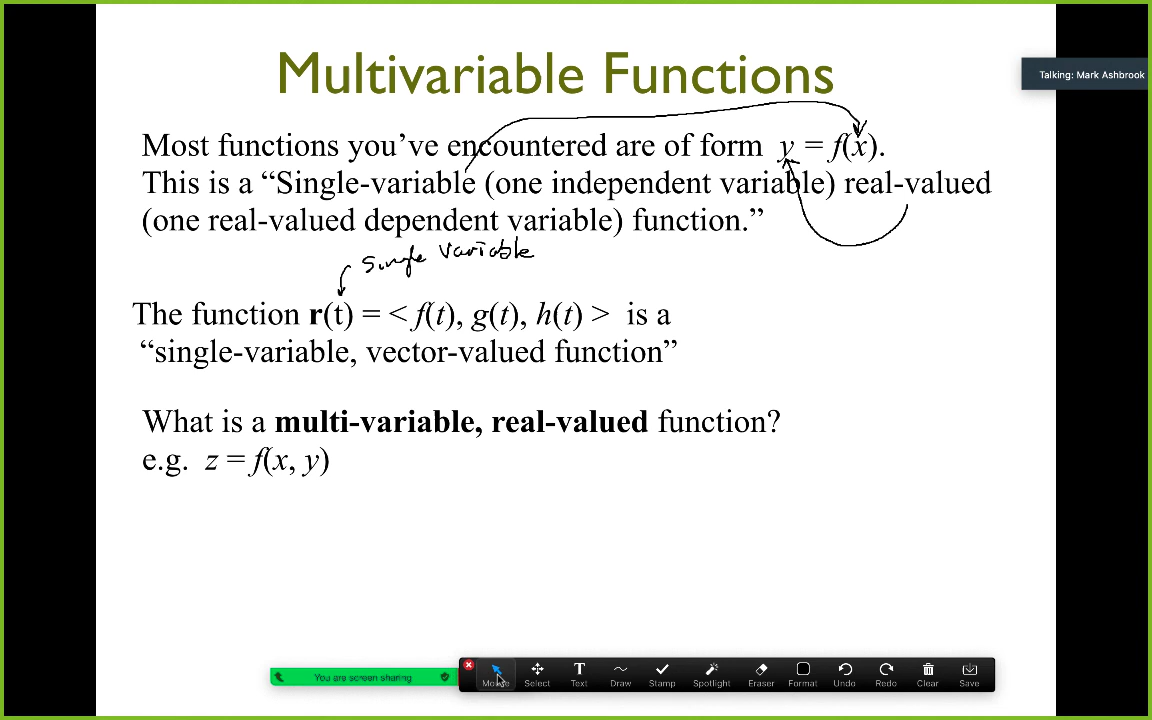 Multivariable Functions
Talking: Mark Ashbrook
Most functions you’ve encountered are of form y = f(x).
This is a “Single-variable (one independent variable) real-valued
(one real-valued dependent variable) function.”
single variable
The function r(t) = < f(t), g(t), h(t) > is a
“single-variable, vector-valued function”
What is a multi-variable, real-valued function?
e.g. z = f(x, y)
You are screen sharing
Mouse Select Text Draw Stamp Spotlight Eraser Format Undo Redo Clear Save